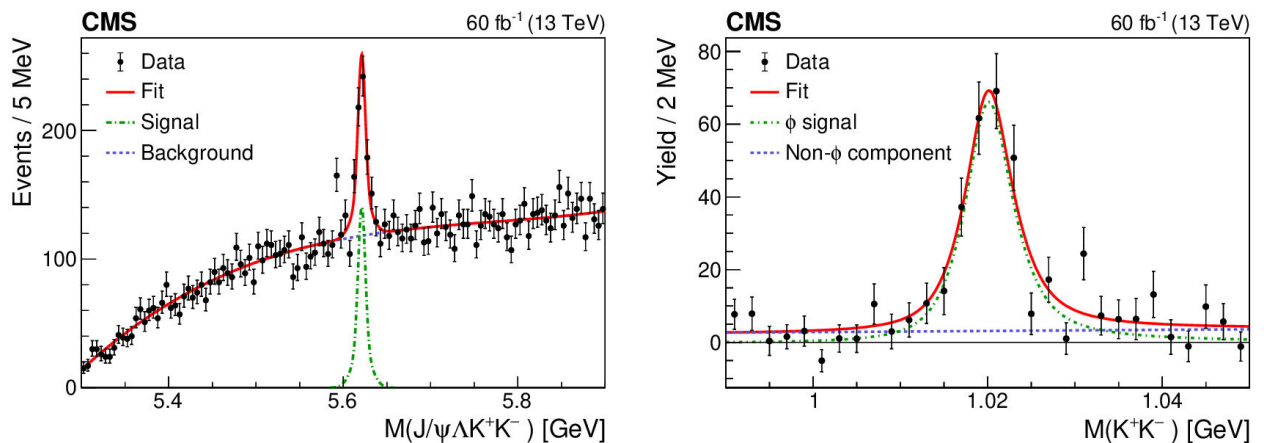 CMS
60 fb⁻¹ (13 TeV)
Events / 5 MeV
200
100
0
Data
Fit
Signal
Background
5.4
5.6
5.8
M(J/ψΛK⁺K⁻) [GeV]
CMS
60 fb⁻¹ (13 TeV)
Yield / 2 MeV
80
60
40
20
0
Data
Fit
ϕ signal
Non-ϕ component
1
1.02
1.04
M(K⁺K⁻) [GeV]